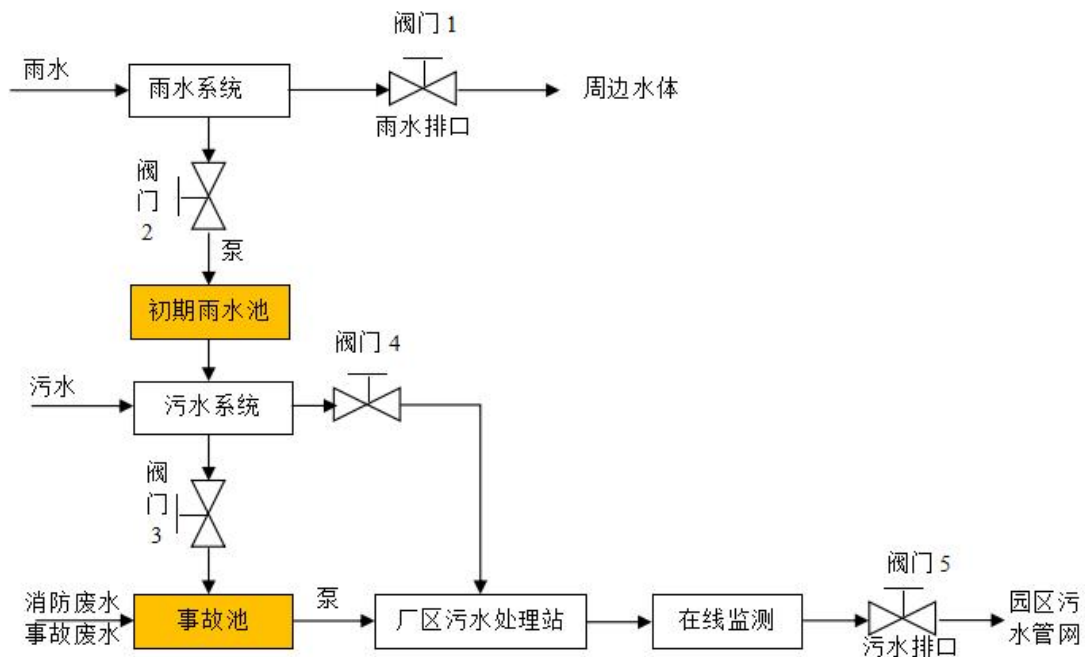 阀门 1
雨水
雨水系统
周边水体
雨水排口
阀
门
2
泵
初期雨水池
阀门 4
污水
污水系统
阀
门
3
阀门 5
消防废水
事故废水
事故池
泵
厂区污水处理站
在线监测
污水排口
园区污
水管网